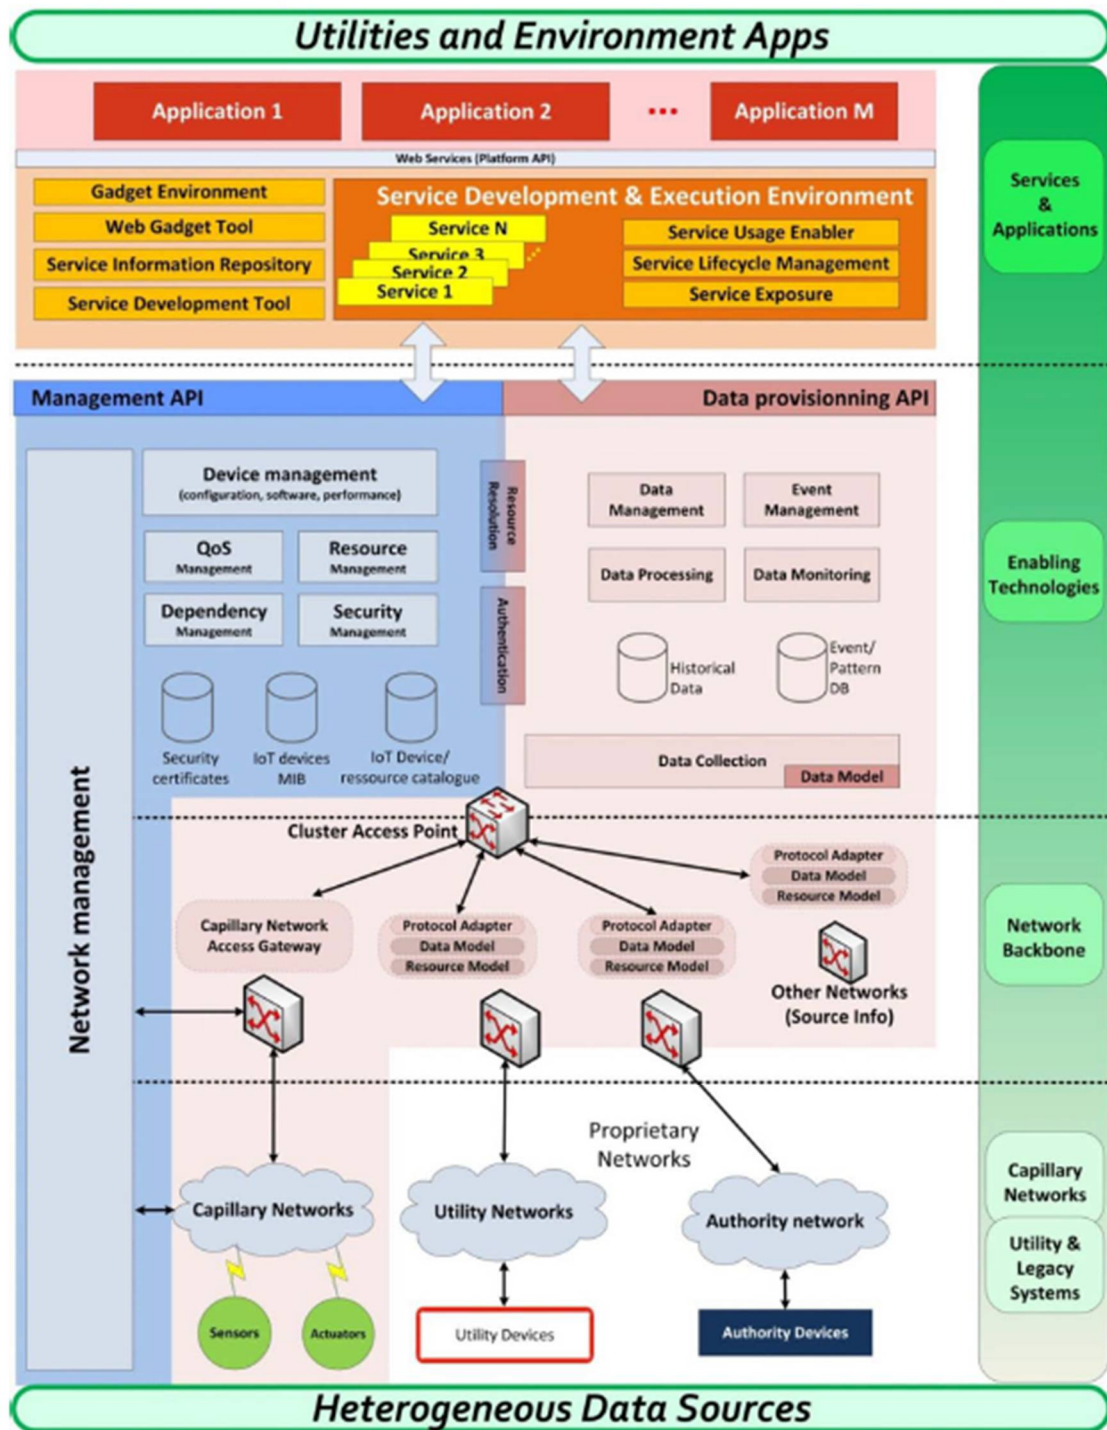 Utilities and Environment Apps
Application 1
Application 2
...
Application M
Web Services (Platform API)
Gadget Environment
Web Gadget Tool
Service Information Repository
Service Development Tool
Service Development & Execution Environment
Service N
Service 3
Service 2
Service 1
Service Usage Enabler
Service Lifecycle Management
Service Exposure
Services
&
Applications
Management API
Data provisionning API
Network management
Device management
(configuration, software, performance)
QoS
Management
Resource
Management
Dependency
Management
Security
Management
Security
certificates
IoT devices
MIB
IoT Device/
ressource catalogue
Resource
Resolution
Authentication
Data
Management
Event
Management
Data Processing
Data Monitoring
Historical
Data
Event/
Pattern
DB
Data Collection
Data Model
Enabling
Technologies
Cluster Access Point
Capillary Network
Access Gateway
Protocol Adapter
Data Model
Resource Model
Protocol Adapter
Data Model
Resource Model
Protocol Adapter
Data Model
Resource Model
Other Networks
(Source Info)
Network
Backbone
Proprietary
Networks
Capillary Networks
Utility Networks
Authority network
Sensors
Actuators
Utility Devices
Authority Devices
Capillary
Networks
Utility &
Legacy
Systems
Heterogeneous Data Sources